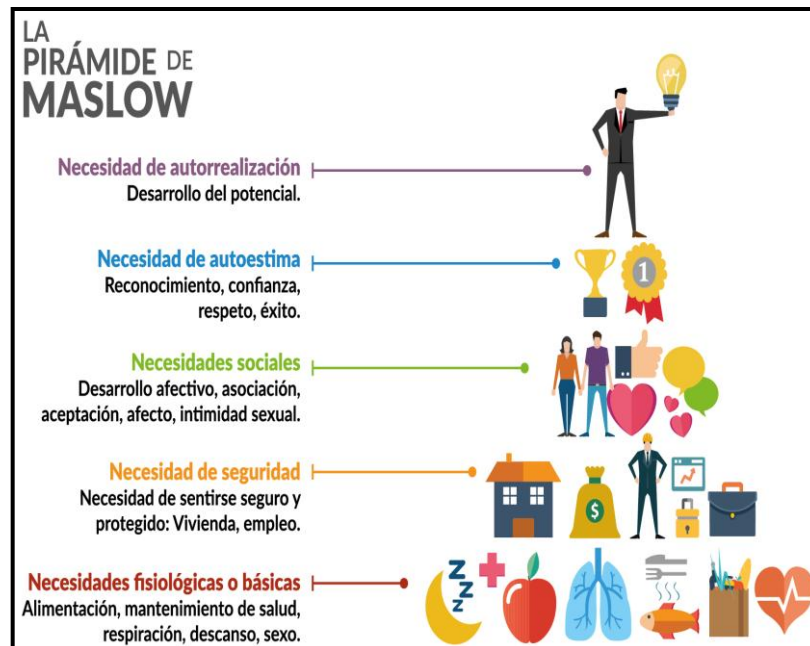 LA
PIRÁMIDE DE
MASLOW
Necesidad de autorrealización
Desarrollo del potencial.
Necesidad de autoestima
Reconocimiento, confianza,
respeto, éxito.
1
Necesidades sociales
Desarrollo afectivo, asociación,
aceptación, afecto, intimidad sexual.
Necesidad de seguridad
Necesidad de sentirse seguro y
protegido: Vivienda, empleo.
$
Necesidades fisiológicas o básicas
Alimentación, mantenimiento de salud,
respiración, descanso, sexo.
Z
Z
Z